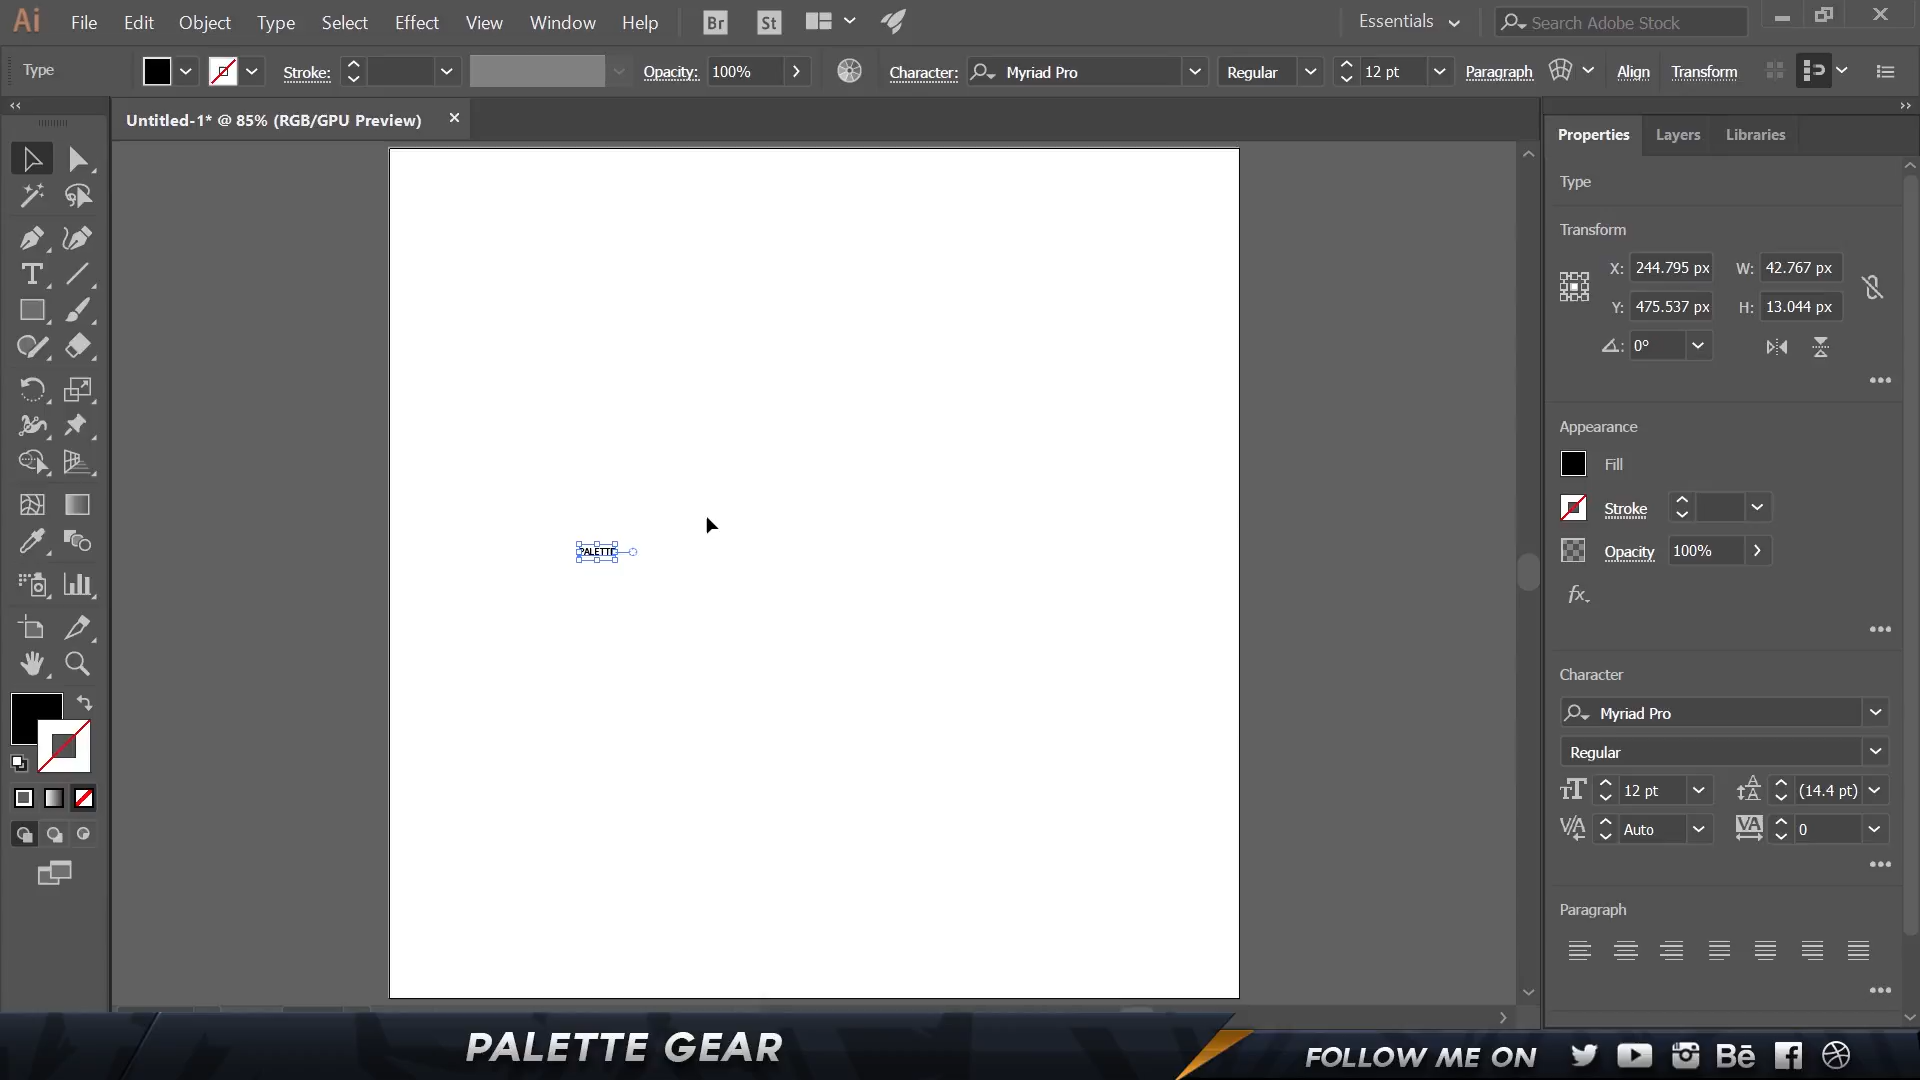 Ai File Edit Object Type Select Effect View Window Help Br St Essentials Search Adobe Stock
Type Stroke: Opacity: 100% Character: Myriad Pro Regular 12 pt Paragraph Align Transform
Untitled-1* @ 85% (RGB/GPU Preview)
Properties Layers Libraries
Type
Transform
X: 244.795 px W: 42.767 px
Y: 475.537 px H: 13.044 px
0°
Appearance
Fill
Stroke
Opacity 100%
fx
PALETTE
Character
Myriad Pro
Regular
12 pt (14.4 pt)
Auto 0
Paragraph
PALETTE GEAR
FOLLOW ME ON